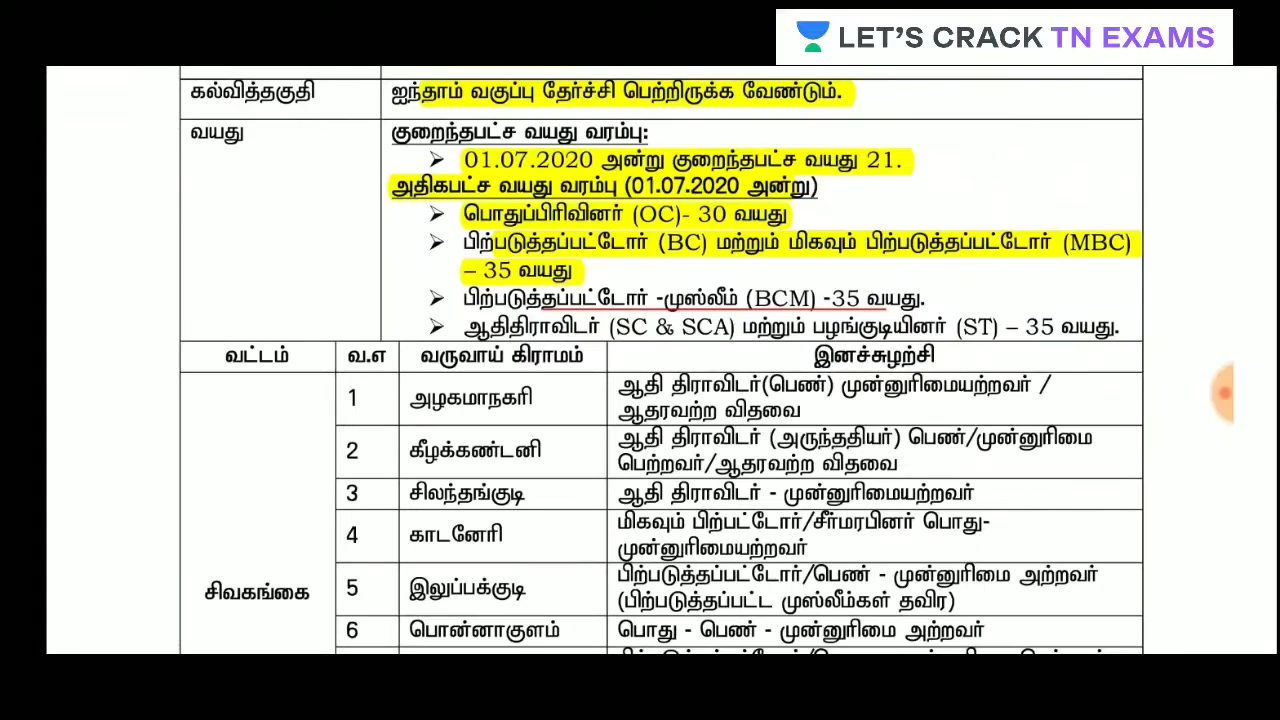 LET'S CRACK TN EXAMS
கல்வித்தகுதி ஐந்தாம் வகுப்பு தேர்ச்சி பெற்றிருக்க வேண்டும்.
வயது குறைந்தபட்ச வயது வரம்பு:
➢ 01.07.2020 அன்று குறைந்தபட்ச வயது 21.
அதிகபட்ச வயது வரம்பு (01.07.2020 அன்று)
➢ பொதுப்பிரிவினர் (OC)- 30 வயது
➢ பிற்படுத்தப்பட்டோர் (BC) மற்றும் மிகவும் பிற்படுத்தப்பட்டோர் (MBC)
– 35 வயது
➢ பிற்படுத்தப்பட்டோர் -முஸ்லீம் (BCM) -35 வயது.
➢ ஆதிதிராவிடர் (SC & SCA) மற்றும் பழங்குடியினர் (ST) – 35 வயது.
வட்டம் வ.எ வருவாய் கிராமம் இனச்சுழற்சி
1 அழகமாநகரி ஆதி திராவிடர்(பெண்) முன்னுரிமையற்றவர் /
ஆதரவற்ற விதவை
2 கீழக்கண்டனி ஆதி திராவிடர் (அருந்ததியர்) பெண்/முன்னுரிமை
பெற்றவர்/ஆதரவற்ற விதவை
3 சிலந்தங்குடி ஆதி திராவிடர் - முன்னுரிமையற்றவர்
4 காடனேரி மிகவும் பிற்பட்டோர்/சீர்மரபினர் பொது-
முன்னுரிமையற்றவர்
சிவகங்கை 5 இலுப்பக்குடி பிற்படுத்தப்பட்டோர்/பெண் - முன்னுரிமை அற்றவர்
(பிற்படுத்தப்பட்ட முஸ்லீம்கள் தவிர)
6 பொன்னாகுளம் பொது - பெண் - முன்னுரிமை அற்றவர்